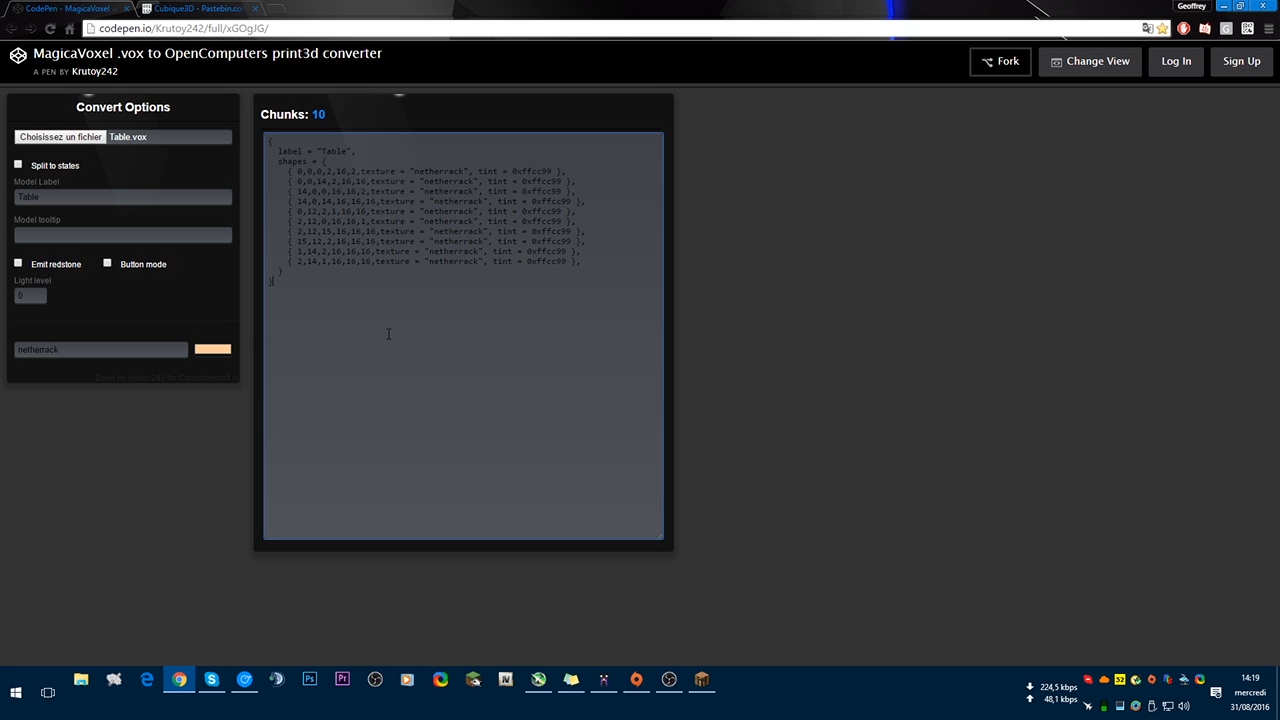 CodePen - MagicaVoxel
Cubique3D - Pastebin.co
Geoffrey
codepen.io/Krutoy242/full/xGOgJG/
MagicaVoxel .vox to OpenComputers print3d converter
A PEN BY Krutoy242
Fork
Change View
Log In
Sign Up
Convert Options
Choisissez un fichier Table.vox
Split to states
Model Label
Table
Model tooltip
Emit redstone
Button mode
Light level
0
netherrack
Done by Krutoy242 for Computercraft.ru
Chunks: 10
{
label = "Table",
shapes = {
{ 0,0,0,2,16,2,texture = "netherrack", tint = 0xffcc99 },
{ 0,0,14,2,16,16,texture = "netherrack", tint = 0xffcc99 },
{ 14,0,0,16,16,2,texture = "netherrack", tint = 0xffcc99 },
{ 14,0,14,16,16,16,texture = "netherrack", tint = 0xffcc99 },
{ 0,12,2,1,16,16,texture = "netherrack", tint = 0xffcc99 },
{ 2,12,0,16,16,1,texture = "netherrack", tint = 0xffcc99 },
{ 2,12,15,16,16,16,texture = "netherrack", tint = 0xffcc99 },
{ 15,12,2,16,16,16,texture = "netherrack", tint = 0xffcc99 },
{ 1,14,2,16,16,16,texture = "netherrack", tint = 0xffcc99 },
{ 2,14,1,16,16,16,texture = "netherrack", tint = 0xffcc99 },
}
}
224,5 kbps
48,1 kbps
14:19
mercredi
31/08/2016